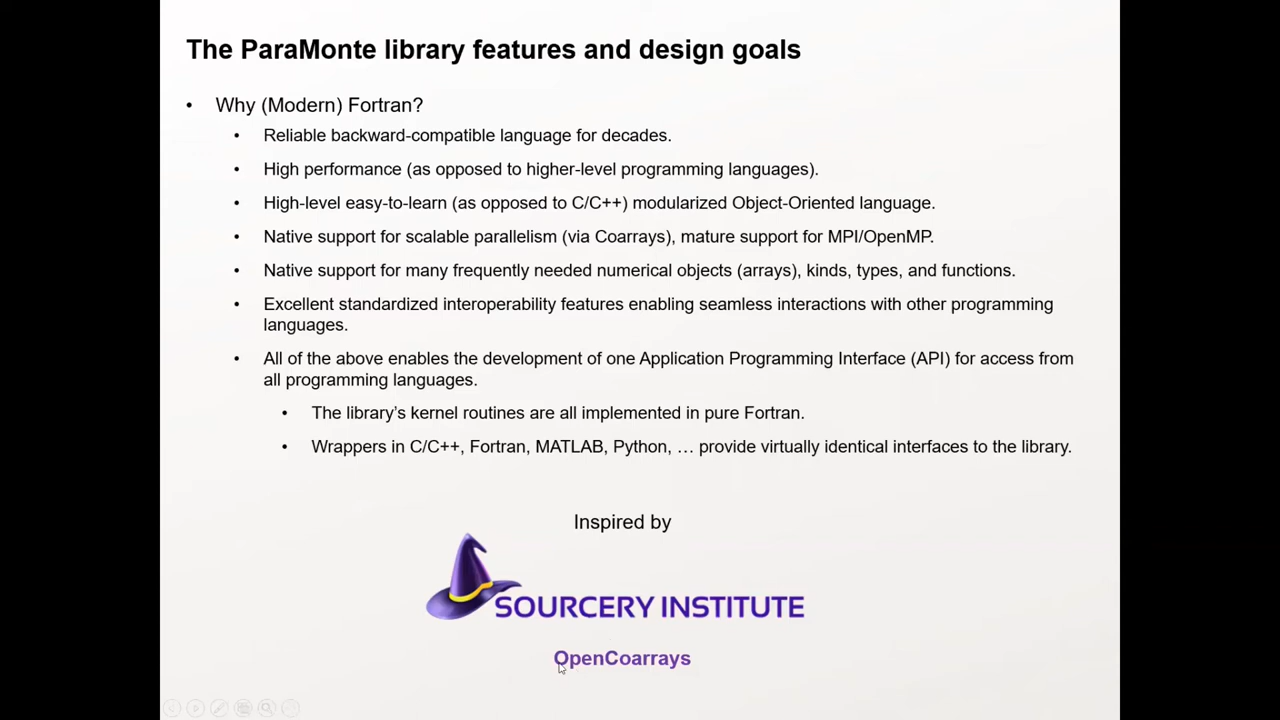 The ParaMonte library features and design goals
• Why (Modern) Fortran?
• Reliable backward-compatible language for decades.
• High performance (as opposed to higher-level programming languages).
• High-level easy-to-learn (as opposed to C/C++) modularized Object-Oriented language.
• Native support for scalable parallelism (via Coarrays), mature support for MPI/OpenMP.
• Native support for many frequently needed numerical objects (arrays), kinds, types, and functions.
• Excellent standardized interoperability features enabling seamless interactions with other programming
languages.
• All of the above enables the development of one Application Programming Interface (API) for access from
all programming languages.
• The library’s kernel routines are all implemented in pure Fortran.
• Wrappers in C/C++, Fortran, MATLAB, Python, … provide virtually identical interfaces to the library.
Inspired by
SOURCERY INSTITUTE
OpenCoarrays